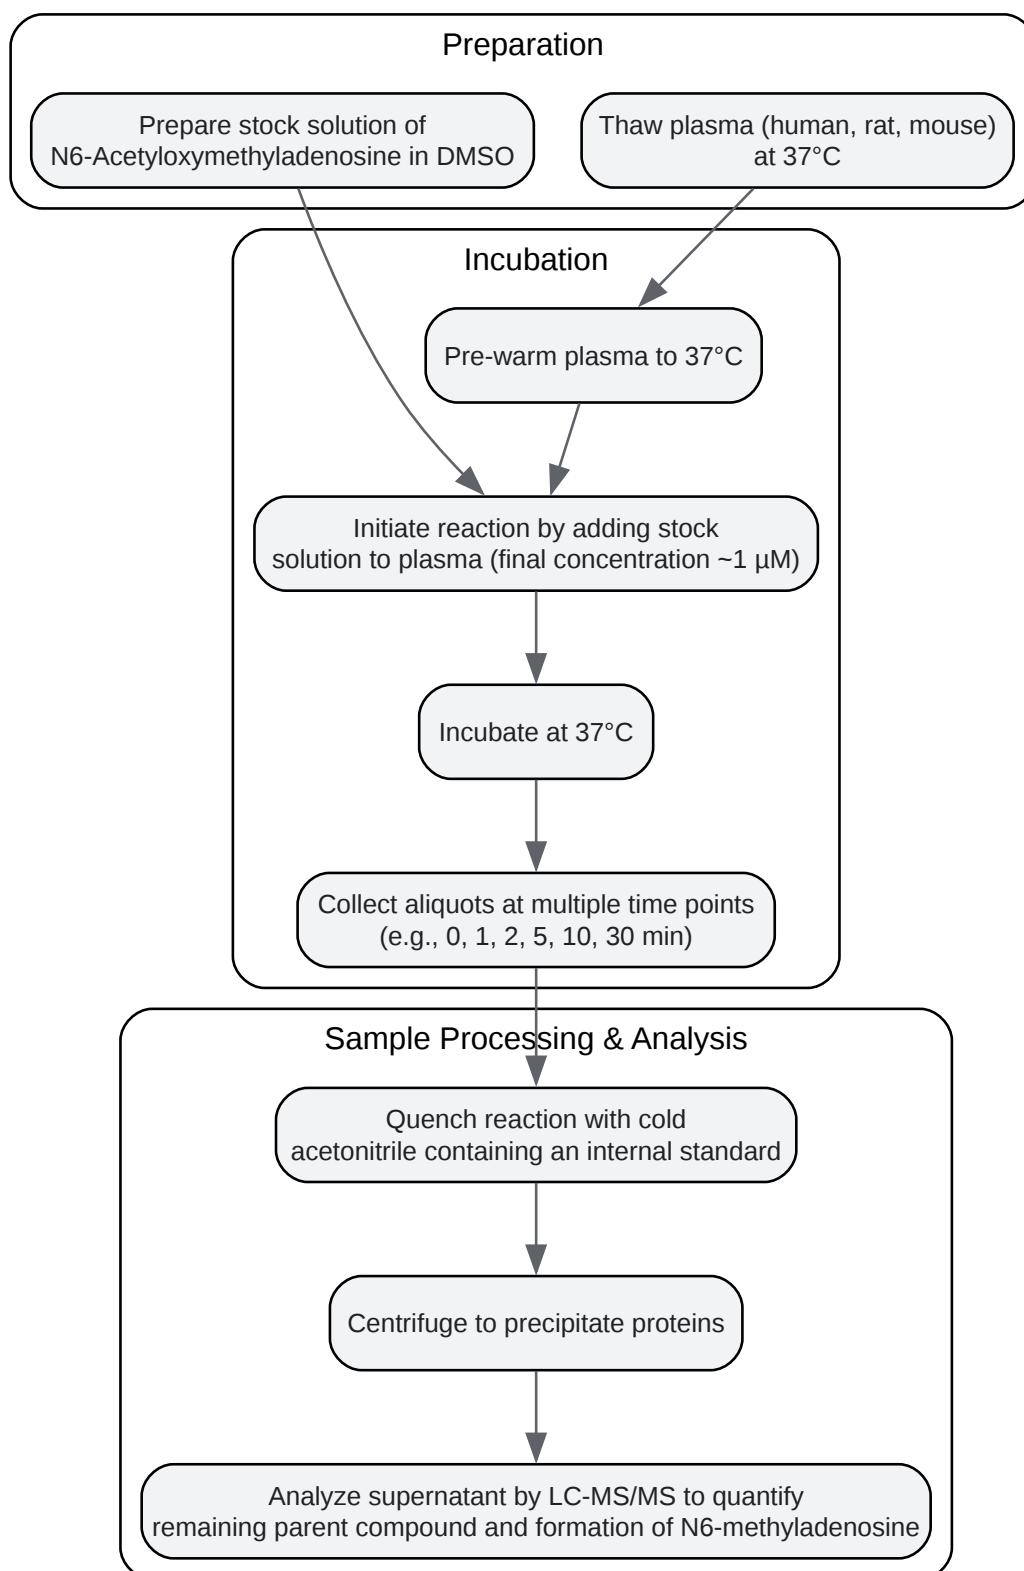 Preparation
Prepare stock solution of
N6-Acetyloxymethyladenosine in DMSO
Thaw plasma (human, rat, mouse)
at 37°C
Incubation
Pre-warm plasma to 37°C
Initiate reaction by adding stock
solution to plasma (final concentration ~1 µM)
Incubate at 37°C
Collect aliquots at multiple time points
(e.g., 0, 1, 2, 5, 10, 30 min)
Sample Processing & Analysis
Quench reaction with cold
acetonitrile containing an internal standard
Centrifuge to precipitate proteins
Analyze supernatant by LC-MS/MS to quantify
remaining parent compound and formation of N6-methyladenosine